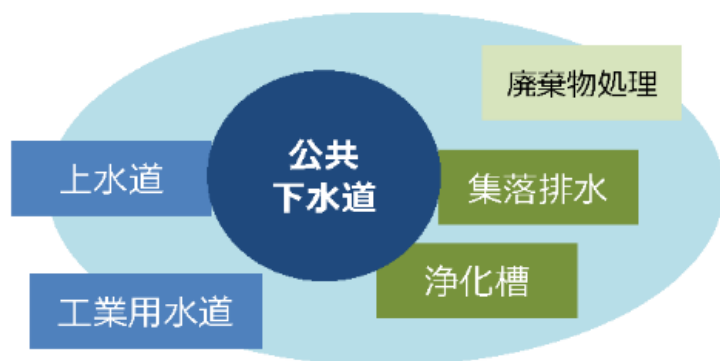 廃棄物処理
公共
下水道
上水道
集落排水
浄化槽
工業用水道